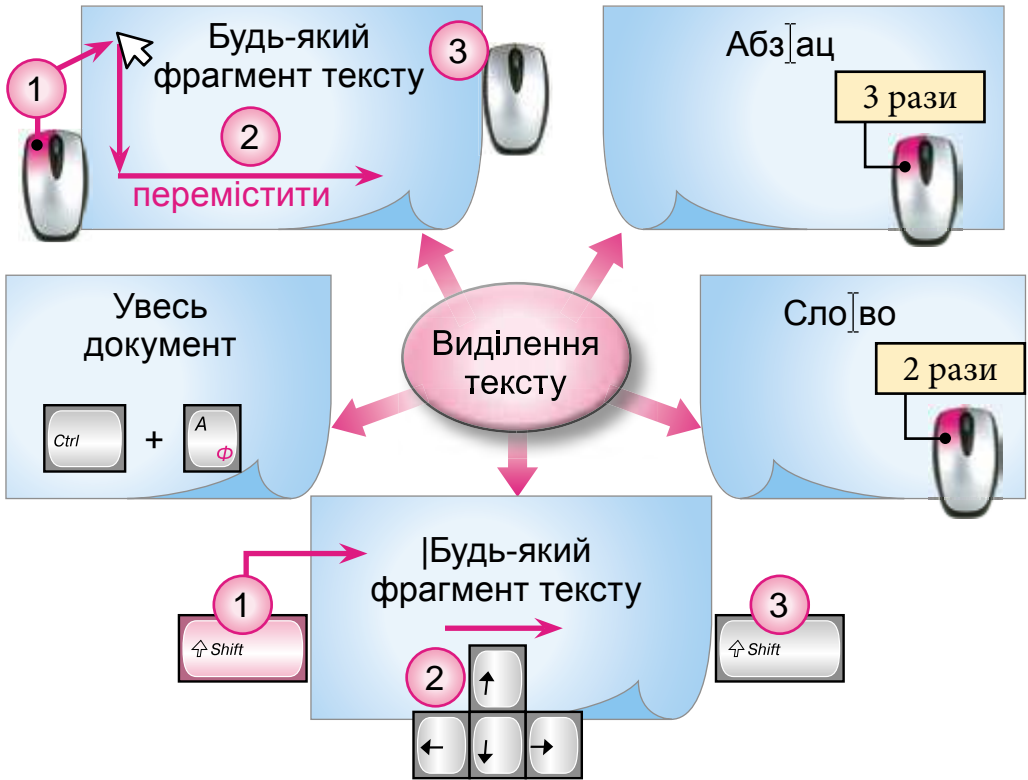 1
Будь-який
фрагмент тексту
2
перемістити
3
Абзац
3 рази
Увесь
документ
Ctrl + A Ф
Виділення
тексту
Слово
2 рази
1
Shift
|Будь-який
фрагмент тексту
2
↑
← ↓ →
3
Shift